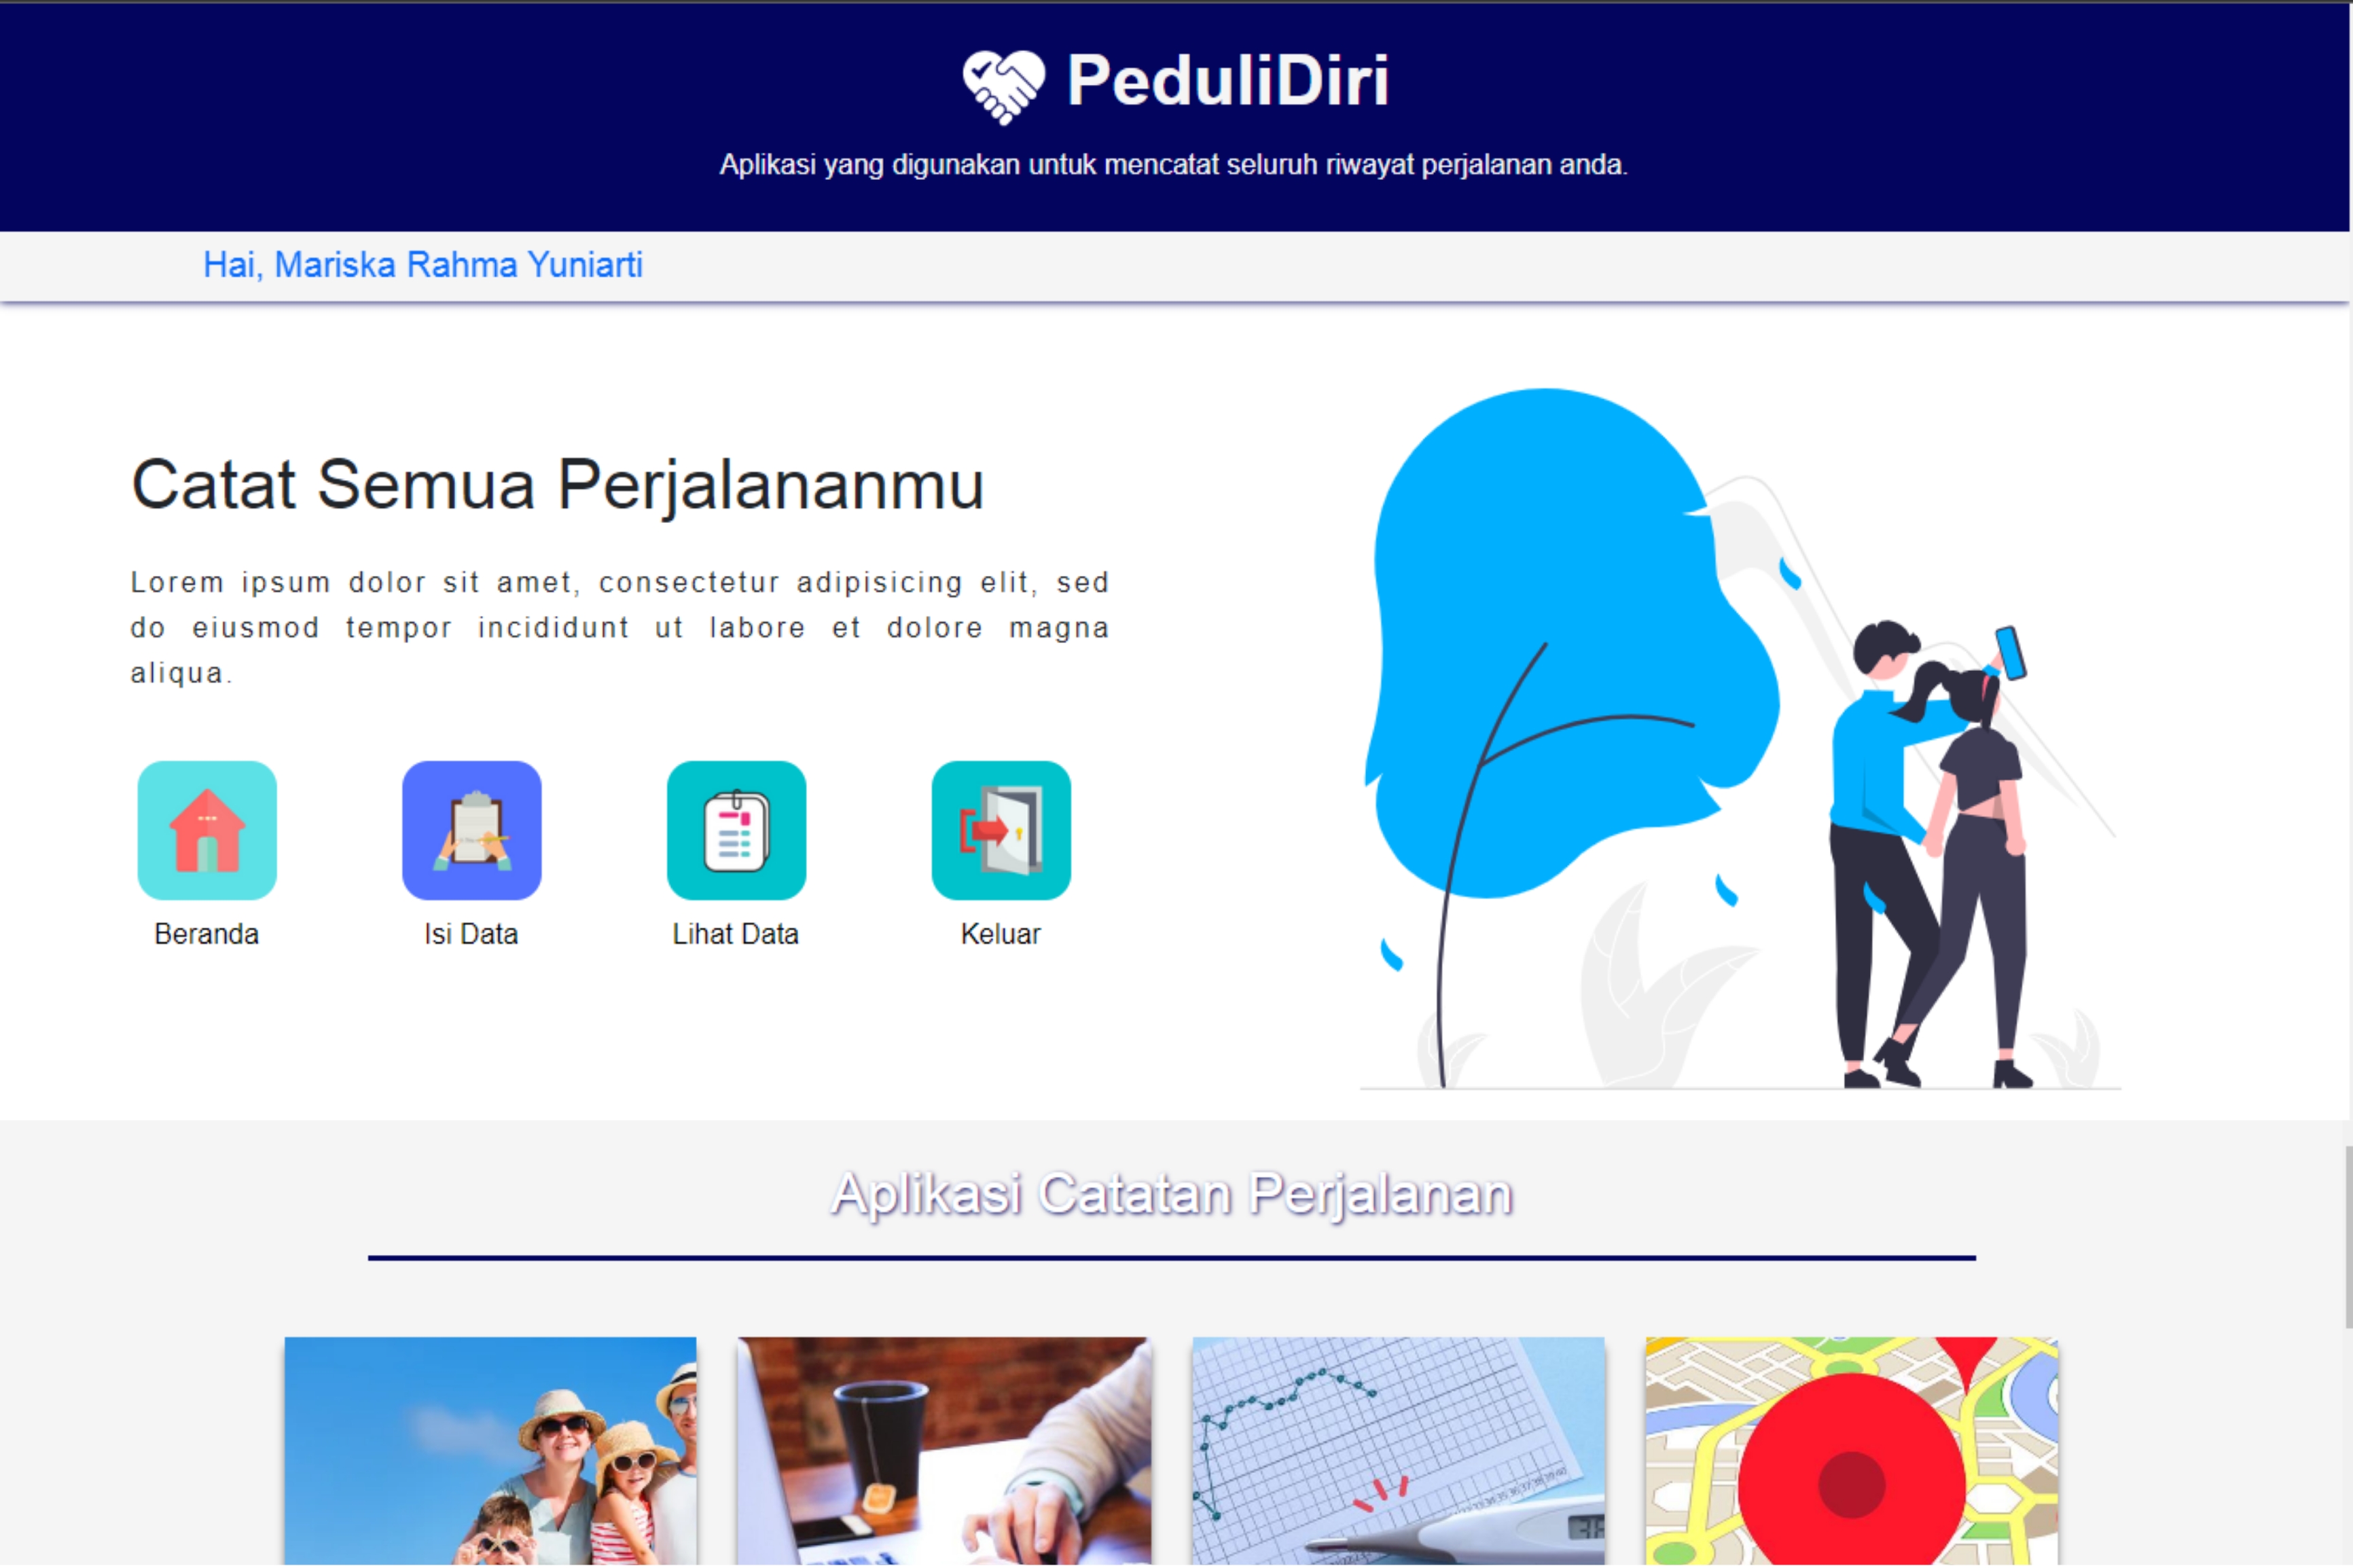 PeduliDiri
Aplikasi yang digunakan untuk mencatat seluruh riwayat perjalanan anda.
Hai, Mariska Rahma Yuniarti
Catat Semua Perjalananmu
Lorem ipsum dolor sit amet, consectetur adipisicing elit, sed
do eiusmod tempor incididunt ut labore et dolore magna
aliqua.
Beranda
Isi Data
Lihat Data
Keluar
Aplikasi Catatan Perjalanan